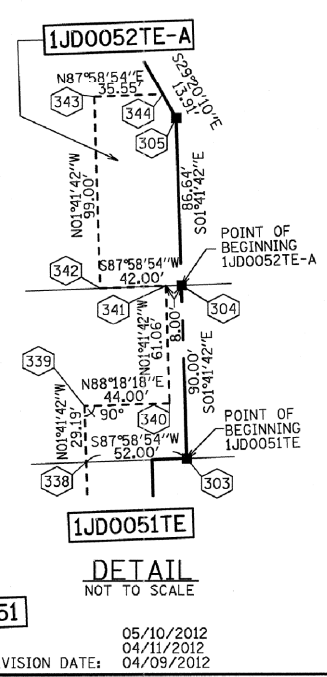 1JD0052TE-A
S29°20'10"E
13.91'
N87°58'54"E
35.55'
343
344
305
N01°41'42"W
99.00'
86.64'
S01°41'42"E
POINT OF
BEGINNING
1JD0052TE-A
342
S87°58'54"W
42.00'
341
304
N01°41'42"W
61.06'
8.00'
339
N88°18'18"E
44.00'
90.00'
S01°41'42"E
90°
340
N01°41'42"W
29.19'
S87°58'54"W
52.00'
POINT OF
BEGINNING
1JD0051TE
338
303
1JD0051TE
DETAIL
NOT TO SCALE
51
05/10/2012
04/11/2012
VISION DATE: 04/09/2012